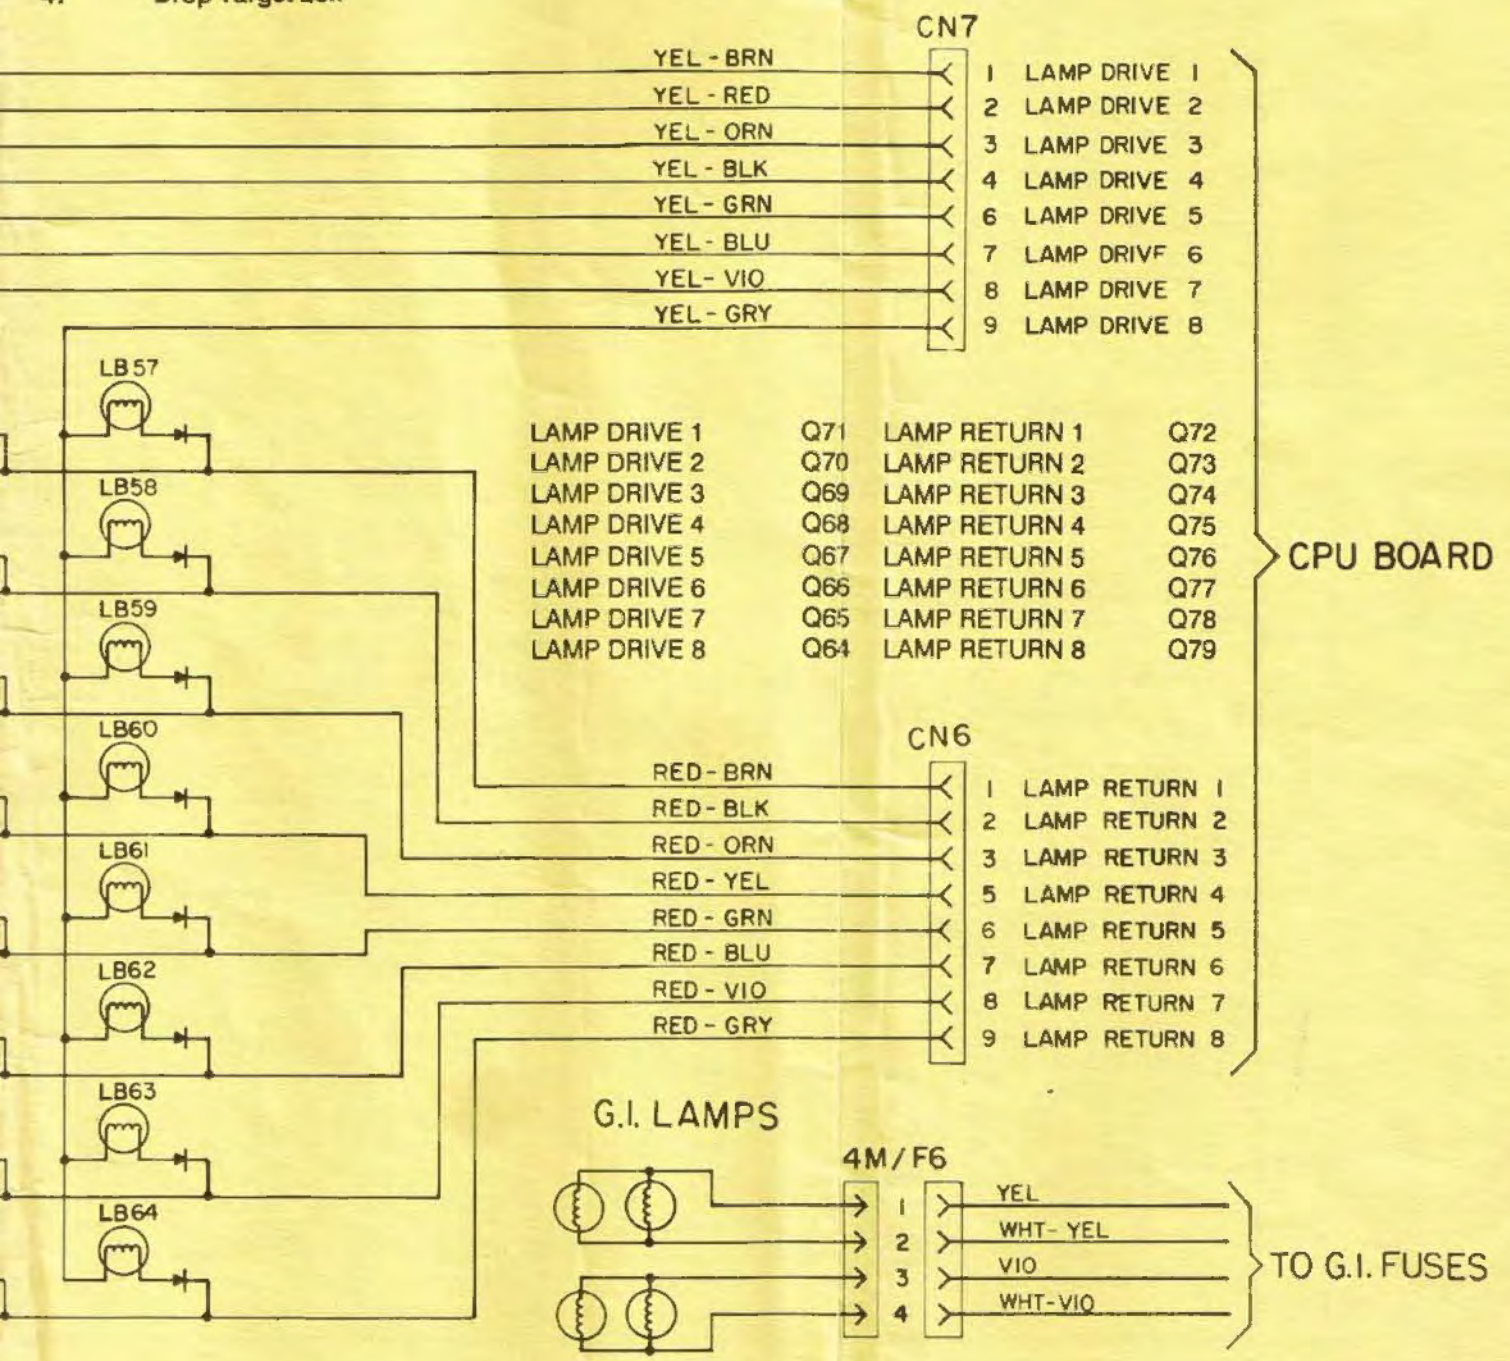 CN7
YEL - BRN
1 LAMP DRIVE 1
YEL - RED
2 LAMP DRIVE 2
YEL - ORN
3 LAMP DRIVE 3
YEL - BLK
4 LAMP DRIVE 4
YEL - GRN
6 LAMP DRIVE 5
YEL - BLU
7 LAMP DRIVE 6
YEL - VIO
8 LAMP DRIVE 7
YEL - GRY
9 LAMP DRIVE 8
LB57
LAMP DRIVE 1 Q71 LAMP RETURN 1 Q72
LAMP DRIVE 2 Q70 LAMP RETURN 2 Q73
LB58
LAMP DRIVE 3 Q69 LAMP RETURN 3 Q74
LAMP DRIVE 4 Q68 LAMP RETURN 4 Q75
LAMP DRIVE 5 Q67 LAMP RETURN 5 Q76
CPU BOARD
LAMP DRIVE 6 Q66 LAMP RETURN 6 Q77
LB59
LAMP DRIVE 7 Q65 LAMP RETURN 7 Q78
LAMP DRIVE 8 Q64 LAMP RETURN 8 Q79
LB60
CN6
RED - BRN
1 LAMP RETURN 1
RED - BLK
2 LAMP RETURN 2
LB61
RED - ORN
3 LAMP RETURN 3
RED - YEL
5 LAMP RETURN 4
RED - GRN
6 LAMP RETURN 5
RED - BLU
7 LAMP RETURN 6
LB62
RED - VIO
8 LAMP RETURN 7
RED - GRY
9 LAMP RETURN 8
LB63
G.I. LAMPS
4M/F6
LB64
1 YEL
2 WHT-YEL
3 VIO
4 WHT-VIO
TO G.I. FUSES